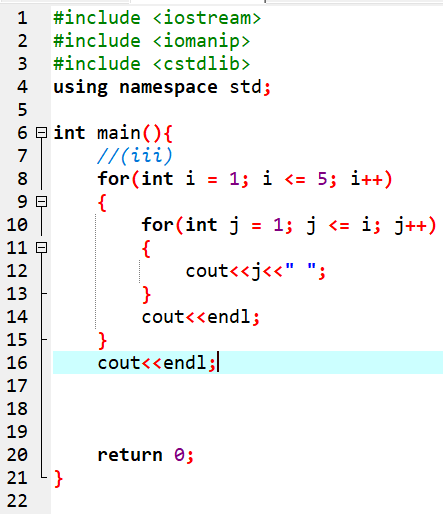 1 #include <iostream>
2 #include <iomanip>
3 #include <cstdlib>
4 using namespace std;
5
6 int main(){
7 //(iii)
8 for(int i = 1; i <= 5; i++)
9 {
10 for(int j = 1; j <= i; j++)
11 {
12 cout<<j<<" ";
13 }
14 cout<<endl;
15 }
16 cout<<endl;
17
18
19
20 return 0;
21 }
22